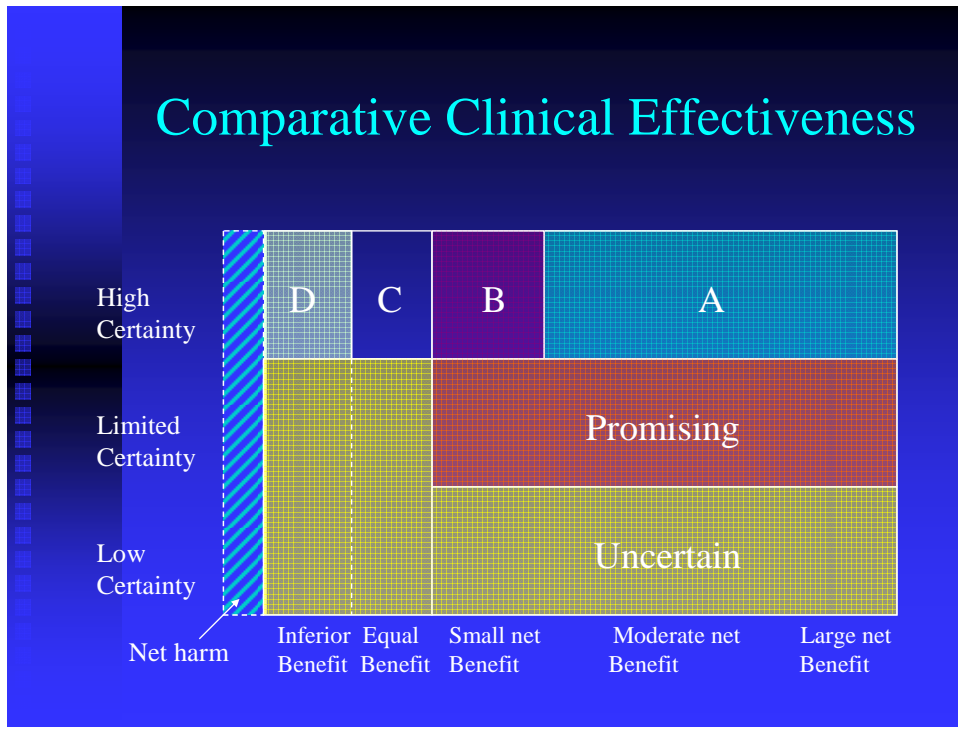 Comparative Clinical Effectiveness
High
Certainty
D
C
B
A
Limited
Certainty
Promising
Low
Certainty
Uncertain
Net harm
Inferior
Benefit
Equal
Benefit
Small net
Benefit
Moderate net
Benefit
Large net
Benefit